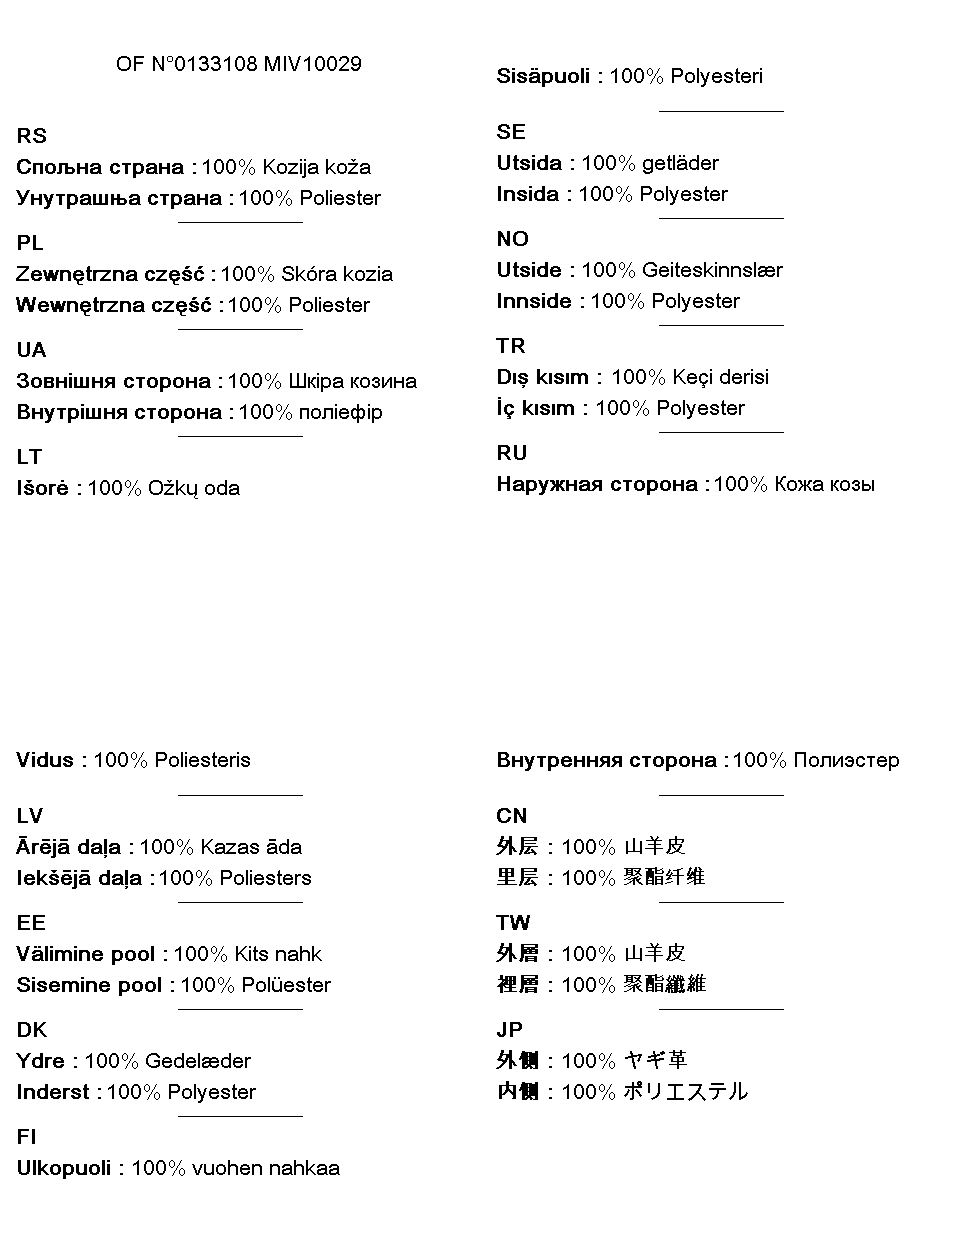 OF N°0133108 MIV10029
RS
Спољна страна : 100% Kozija koža
Унутрашња страна : 100% Poliester
PL
Zewnętrzna część : 100% Skóra kozia
Wewnętrzna część : 100% Poliester
UA
Зовнішня сторона : 100% Шкіра козина
Внутрішня сторона : 100% поліефір
LT
Išorė : 100% Ožkų oda
Vidus : 100% Poliesteris
LV
Ārējā daļa : 100% Kazas āda
Iekšējā daļa : 100% Poliesters
EE
Välimine pool : 100% Kits nahk
Sisemine pool : 100% Polüester
DK
Ydre : 100% Gedelæder
Inderst : 100% Polyester
FI
Ulkopuoli : 100% vuohen nahkaa
Sisäpuoli : 100% Polyesteri
SE
Utsida : 100% getläder
Insida : 100% Polyester
NO
Utside : 100% Geiteskinnslær
Innside : 100% Polyester
TR
Dış kısım : 100% Keçi derisi
İç kısım : 100% Polyester
RU
Наружная сторона : 100% Кожа козы
Внутренняя сторона : 100% Полиэстер
CN
外层 : 100% 山羊皮
里层 : 100% 聚酯纤维
TW
外層 : 100% 山羊皮
裡層 : 100% 聚酯纖維
JP
外側 : 100% ヤギ革
内側 : 100% ポリエステル